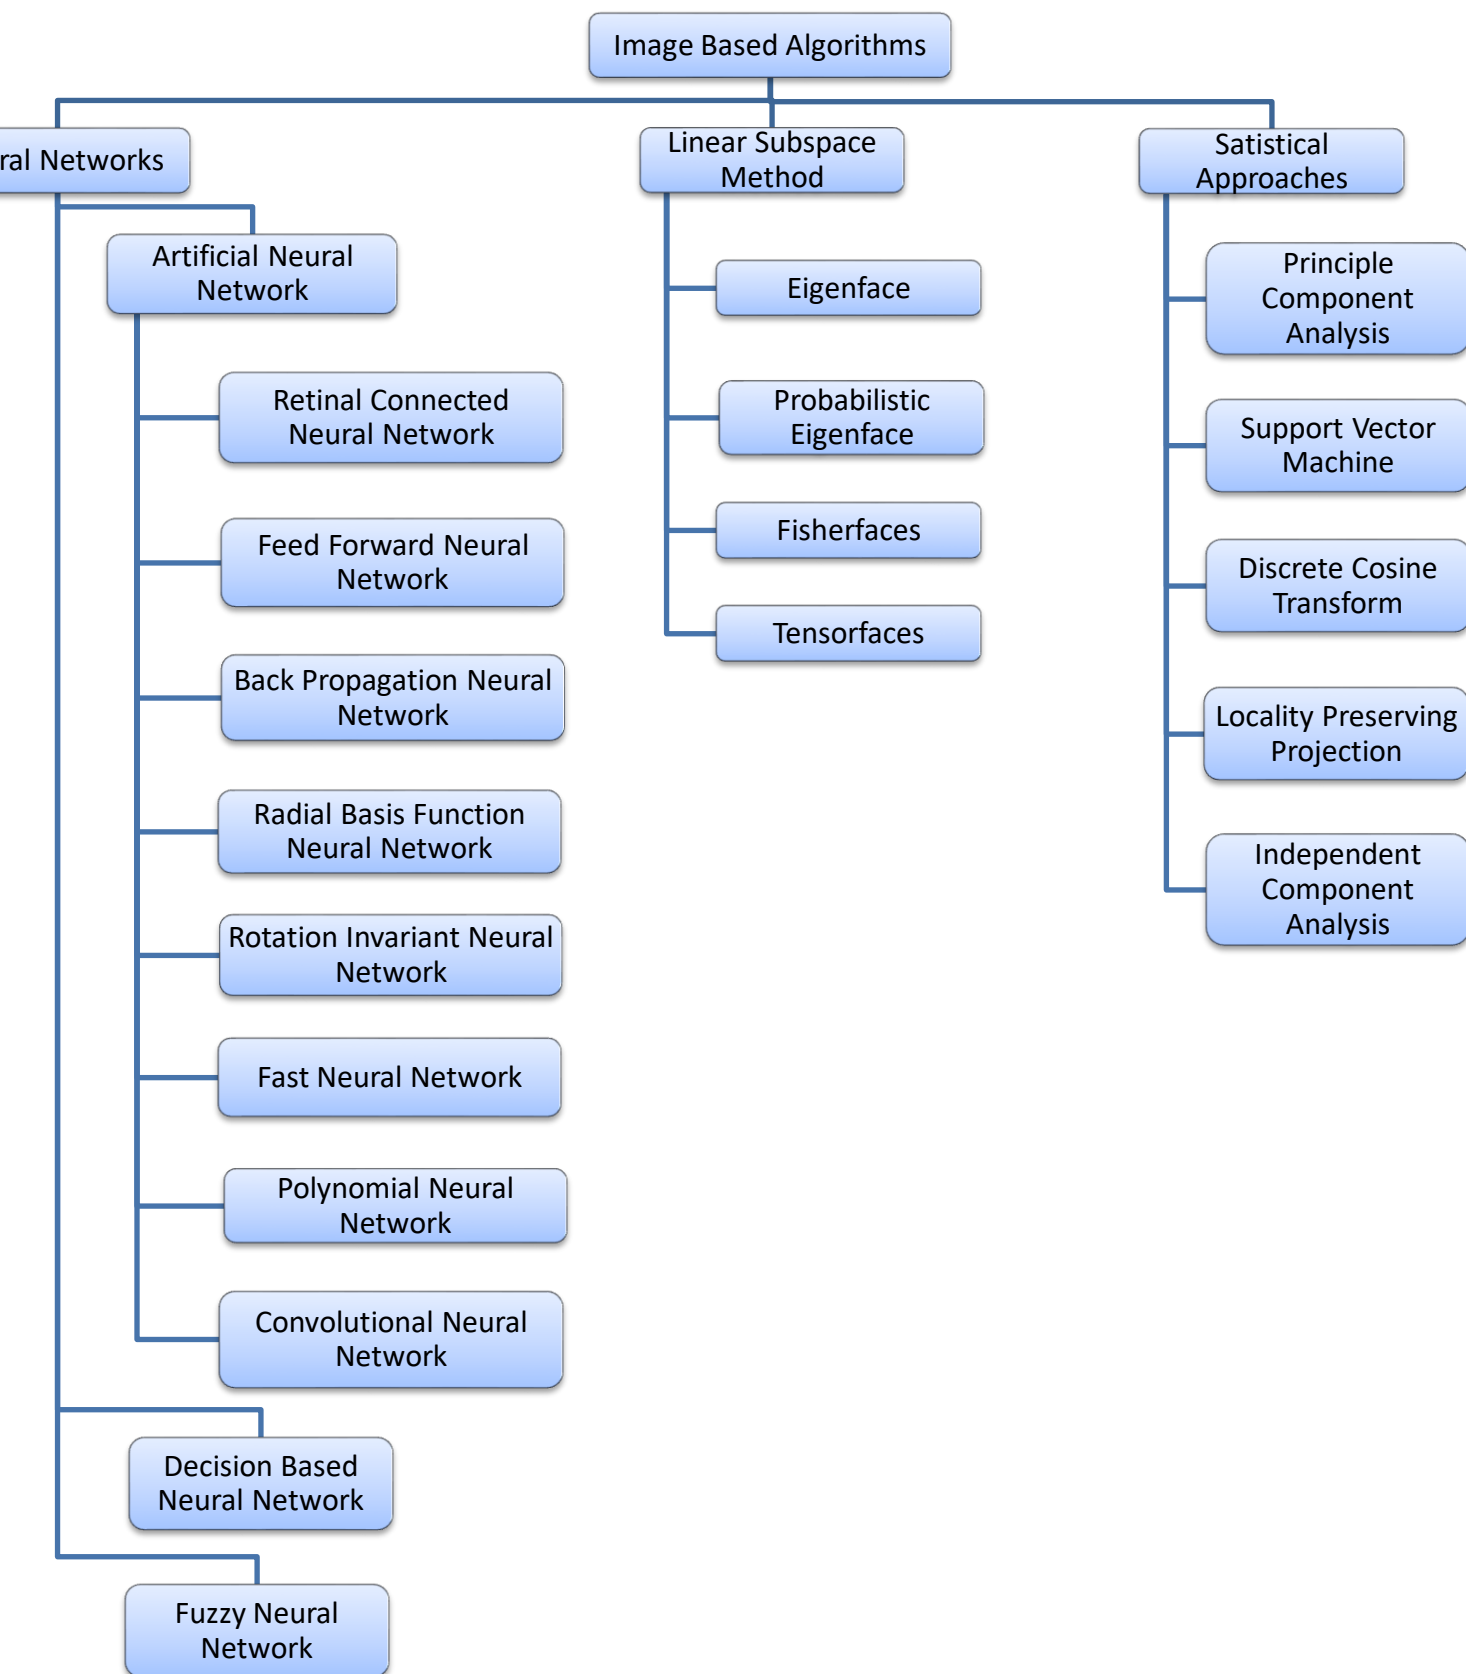 Image Based Algorithms
ral Networks
Artificial Neural
Network
Retinal Connected
Neural Network
Feed Forward Neural
Network
Back Propagation Neural
Network
Radial Basis Function
Neural Network
Rotation Invariant Neural
Network
Fast Neural Network
Polynomial Neural
Network
Convolutional Neural
Network
Decision Based
Neural Network
Fuzzy Neural
Network
Linear Subspace
Method
Eigenface
Probabilistic
Eigenface
Fisherfaces
Tensorfaces
Satistical
Approaches
Principle
Component
Analysis
Support Vector
Machine
Discrete Cosine
Transform
Locality Preserving
Projection
Independent
Component
Analysis